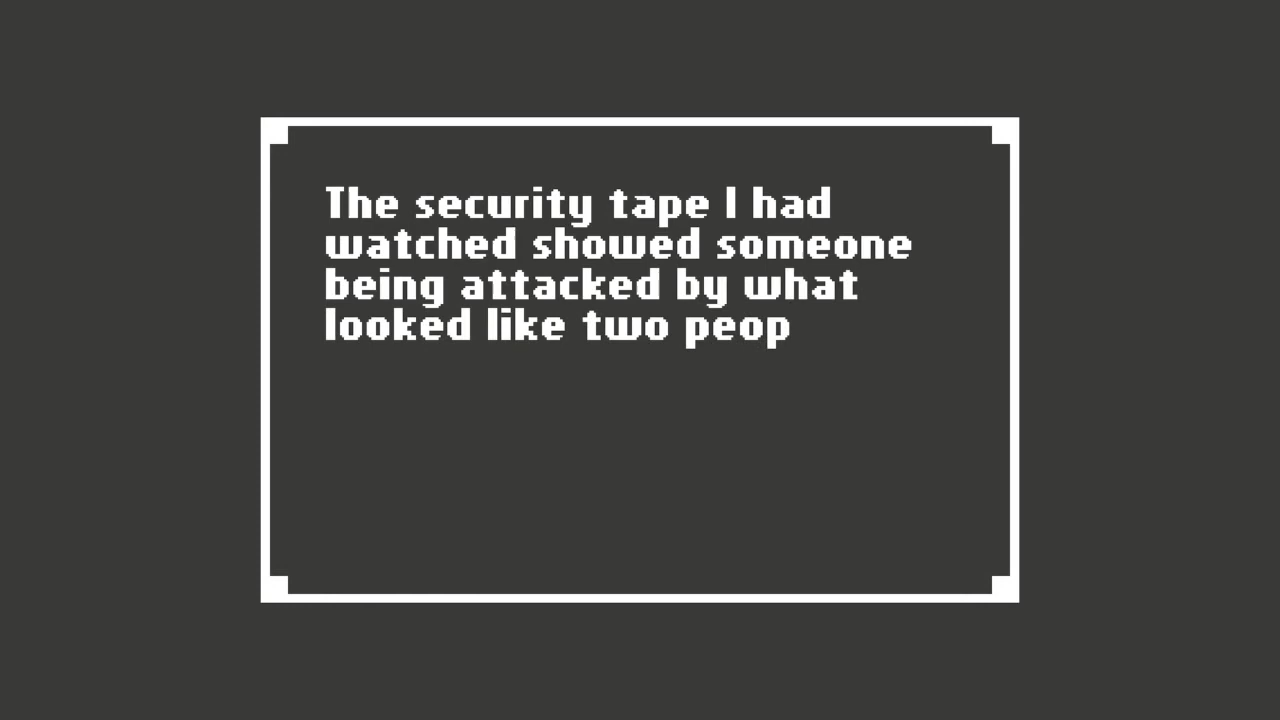 The security tape I had
watched showed someone
being attacked by what
looked like two peop